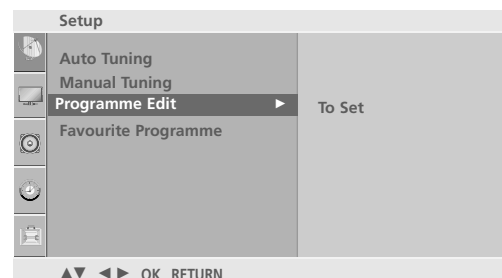 Setup
Auto Tuning
Manual Tuning
Programme Edit ►
To Set
Favourite Programme
▲▼ ◄► OK RETURN